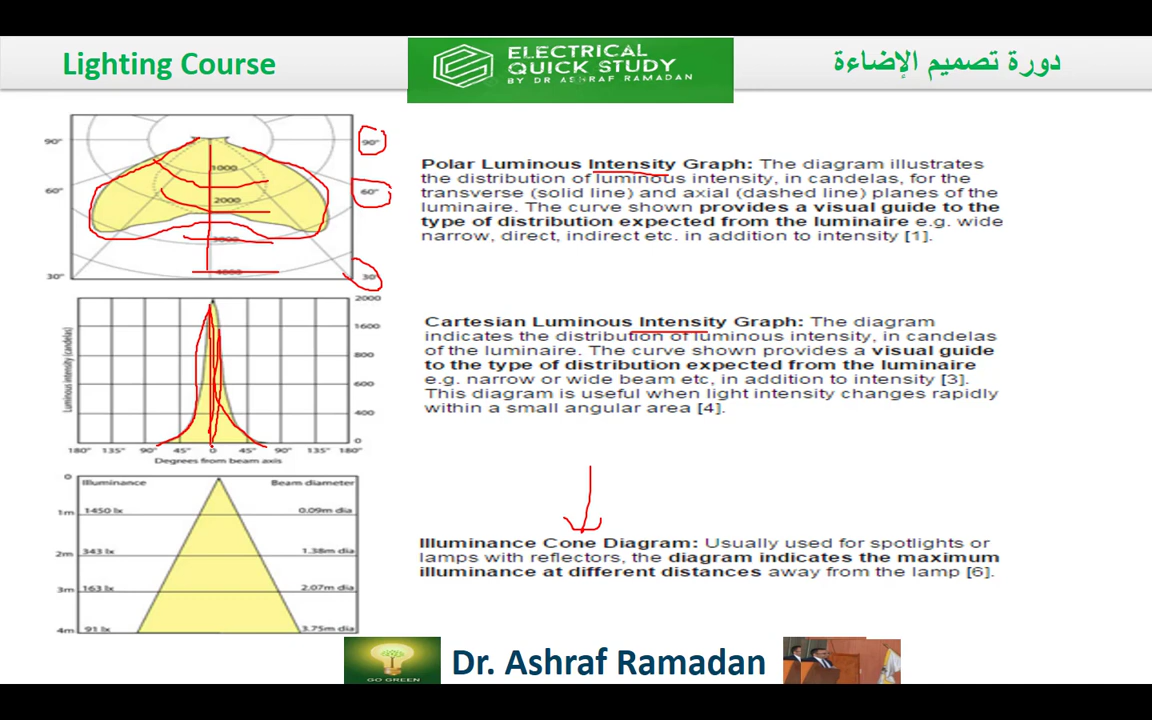 Lighting Course
ELECTRICAL
QUICK STUDY
BY DR ASHRAF RAMADAN
دورة تصميم الإضاءة
90° 90°
60° 60°
30° 30°
1000
2000
3000
4000
Polar Luminous Intensity Graph: The diagram illustrates
the distribution of luminous intensity, in candelas, for the
transverse (solid line) and axial (dashed line) planes of the
luminaire. The curve shown provides a visual guide to the
type of distribution expected from the luminaire e.g. wide
narrow, direct, indirect etc. in addition to intensity [1].
Luminous intensity (candelas)
2000
1600
800
600
400
0
180° 135° 90° 45° 0 45° 90° 135° 180°
Degrees from beam axis
Cartesian Luminous Intensity Graph: The diagram
indicates the distribution of luminous intensity, in candelas
of the luminaire. The curve shown provides a visual guide
to the type of distribution expected from the luminaire
e.g. narrow or wide beam etc, in addition to intensity [3].
This diagram is useful when light intensity changes rapidly
within a small angular area [4].
0 Illuminance Beam diameter
1m 1450 lx 0.09m dia
2m 343 lx 1.38m dia
3m 163 lx 2.07m dia
4m 91 lx 3.75m dia
Illuminance Cone Diagram: Usually used for spotlights or
lamps with reflectors, the diagram indicates the maximum
illuminance at different distances away from the lamp [6].
GO GREEN
Dr. Ashraf Ramadan